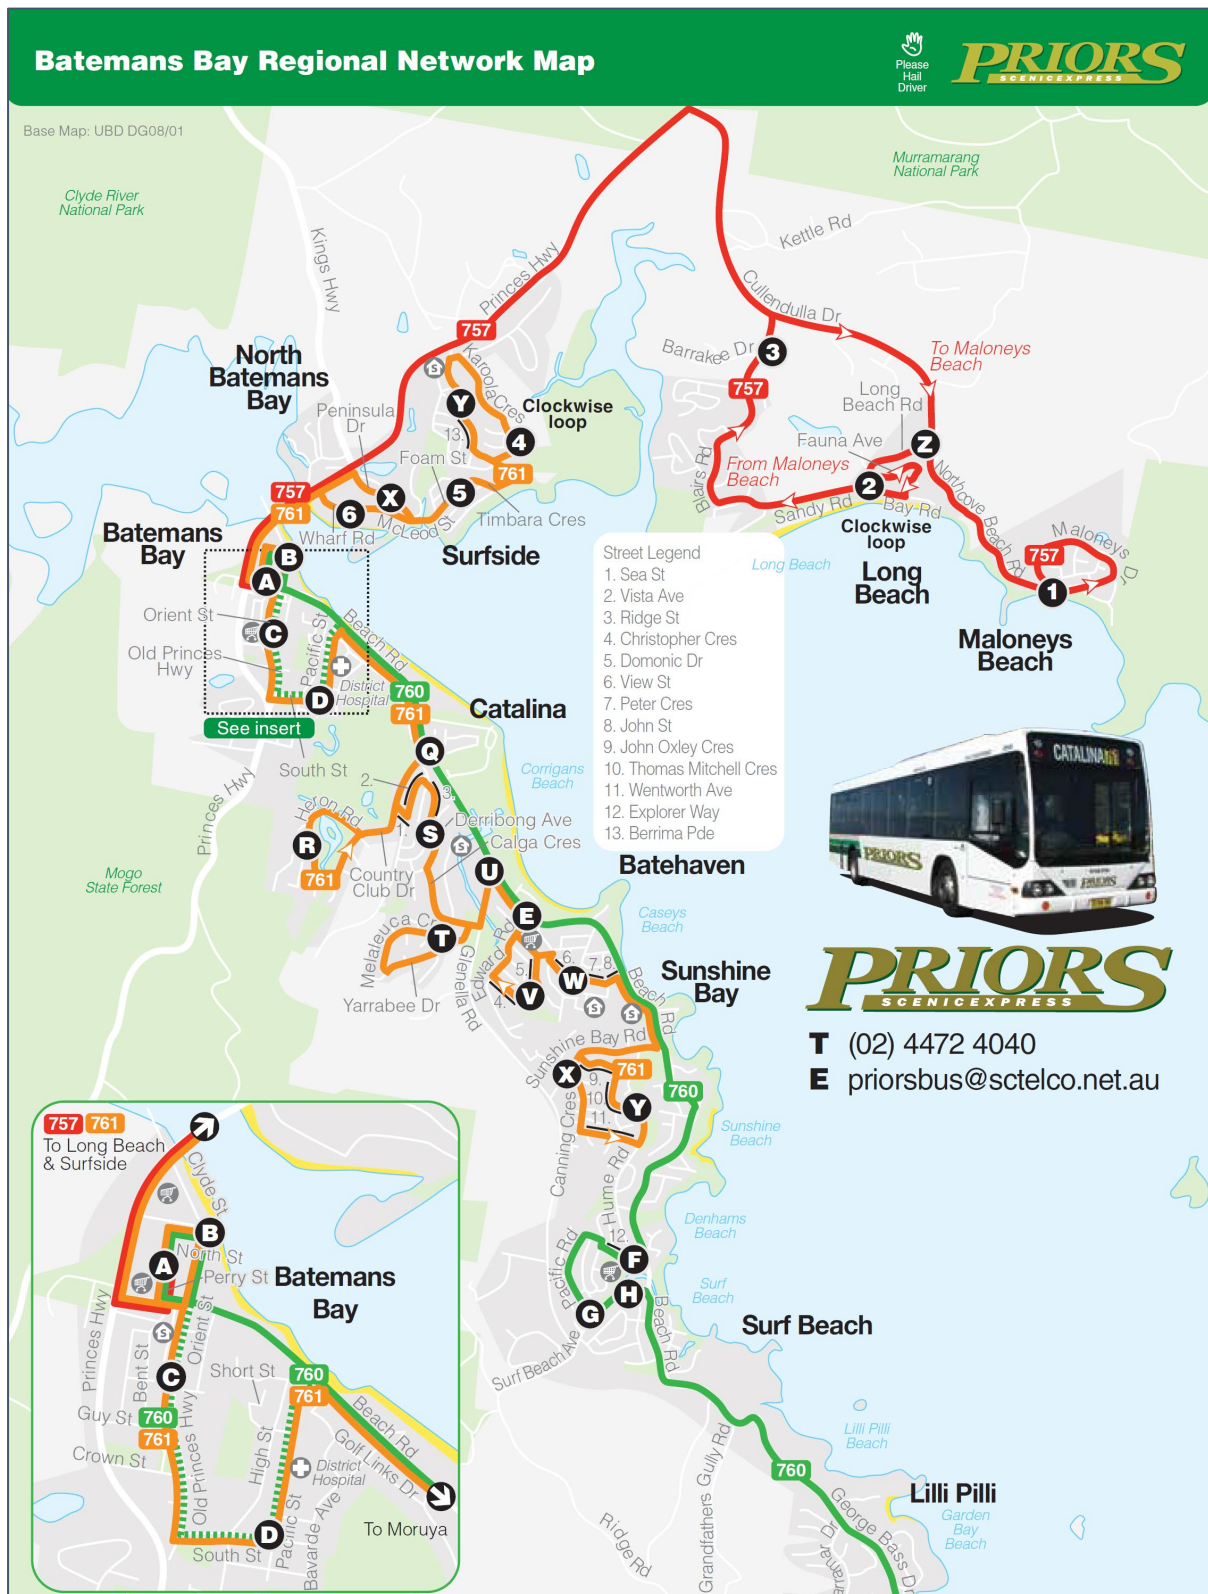 Batemans Bay Regional Network Map
Please
Hail
Driver
PRIORS
SCENICEXPRESS
Base Map: UBD DG08/01
Clyde River
National Park
Murramarang
National Park
Kings Hwy
Princes Hwy
Kettle Rd
Cullendulla Dr
757
Barrakee Dr
3
To Maloneys
Beach
North
Batemans
Bay
Karoola Cres
Y
Clockwise
loop
757
Long
Beach Rd
Peninsula
Dr
13.
4
Fauna Ave
Z
Foam St
761
From Maloneys
Beach
Blairs Rd
Northcove Beach Rd
757
761
X
5
6
2
McLeod St
Timbara Cres
Sandy Rd
Bay Rd
Wharf Rd
Clockwise
loop
Maloneys Dr
757
Batemans
Bay
B
A
Surfside
Long Beach
Long
Beach
1
Street Legend
1. Sea St
2. Vista Ave
3. Ridge St
4. Christopher Cres
5. Domonic Dr
6. View St
7. Peter Cres
8. John St
9. John Oxley Cres
10. Thomas Mitchell Cres
11. Wentworth Ave
12. Explorer Way
13. Berrima Pde
Maloneys
Beach
Orient St
C
Pacific St
Beach Rd
Old Princes
Hwy
D
District
Hospital
760
761
Catalina
See insert
Q
South St
Corrigans
Beach
Princes Hwy
2.
3.
Heron Rd
1.
S
Derribong Ave
Calga Cres
R
761
Country
Club Dr
U
Batehaven
CATALINA
PRIORS
PRIORS
Mogo
State Forest
Melaleuca Cr
T
E
Caseys
Beach
Glenella Rd
Edward Rd
Yarrabee Dr
5.
6.
7.
8.
4.
V
W
Beach Rd
Sunshine
Bay
PRIORS
SCENICEXPRESS
T (02) 4472 4040
E priorsbus@sctelco.net.au
Sunshine Bay Rd
X
9.
761
10.
Y
11.
760
Canning Cres
Hume Rd
Sunshine
Beach
Denhams
Beach
Pacific Rd
12.
F
H
G
Surf
Beach
Surf Beach
Beach Rd
Surf Beach Ave
Lilli Pilli
Beach
Grandfathers Gully Rd
760
Lilli Pilli
Garden
Bay
Beach
Ridge Rd
George Bass Dr
757 761
To Long Beach
& Surfside
Clyde St
B
A
North St
Perry St
Batemans
Bay
Princes Hwy
Orient St
Bent St
C
Short St
760
761
Guy St
760
761
Crown St
Old Princes Hwy
High St
Beach Rd
Golf Links Dr
District
Hospital
D
Pacific St
Bavarde Ave
To Moruya
South St